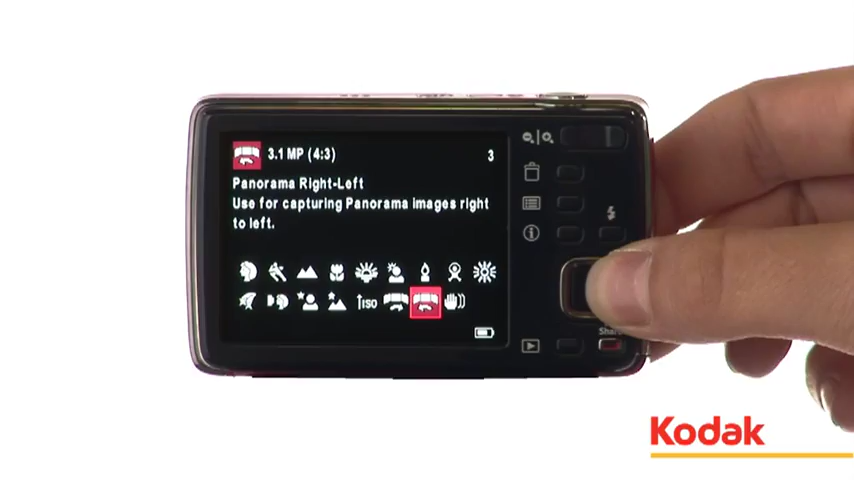 3.1 MP (4:3) 3
Panorama Right-Left
Use for capturing Panorama images right
to left.
ISO
Share
Kodak